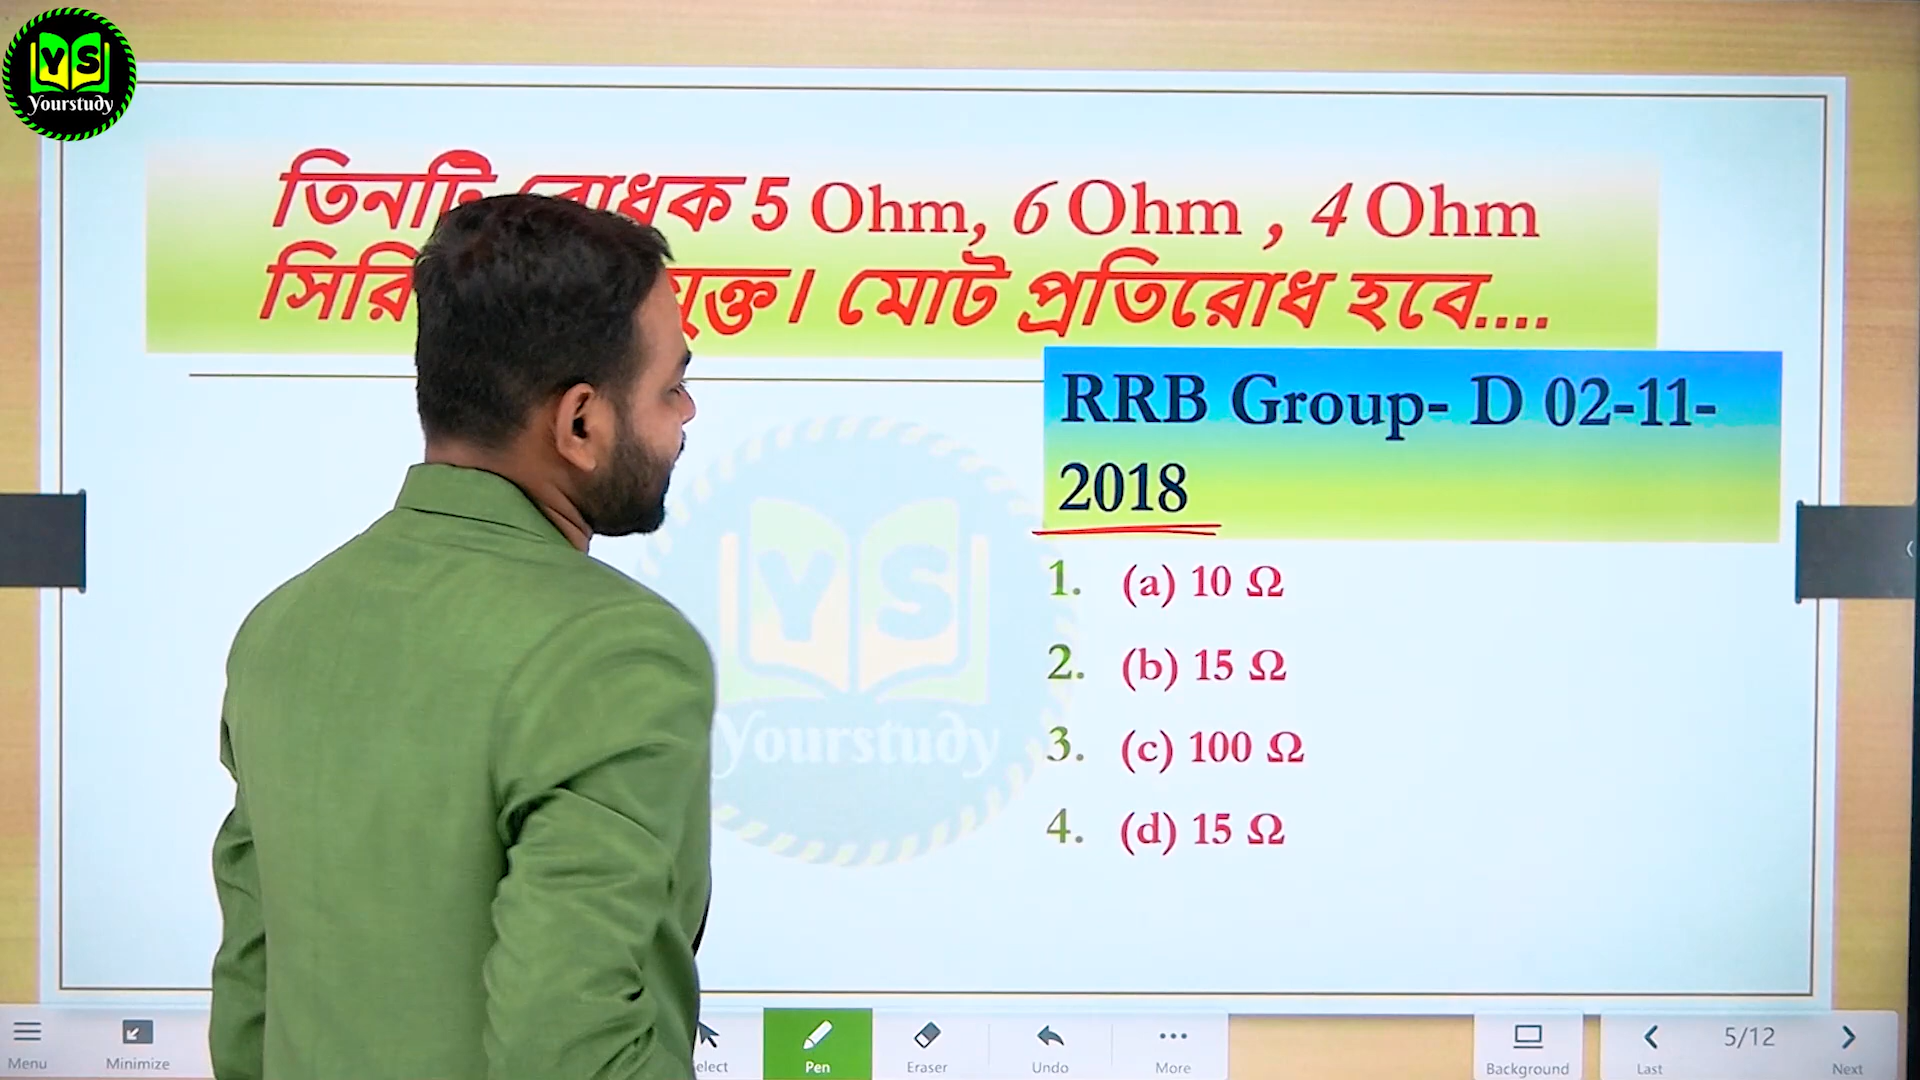 YS
Yourstudy
তিনটি রোধক 5 Ohm, 6 Ohm , 4 Ohm
মোট প্রতিরোধ হবে....
RRB Group- D 02-11-
2018
1. (a) 10 Ω
2. (b) 15 Ω
3. (c) 100 Ω
4. (d) 15 Ω
YS
Yourstudy
Menu
Minimize
Pen
Eraser
Undo
More
Background
Last
5/12
Next